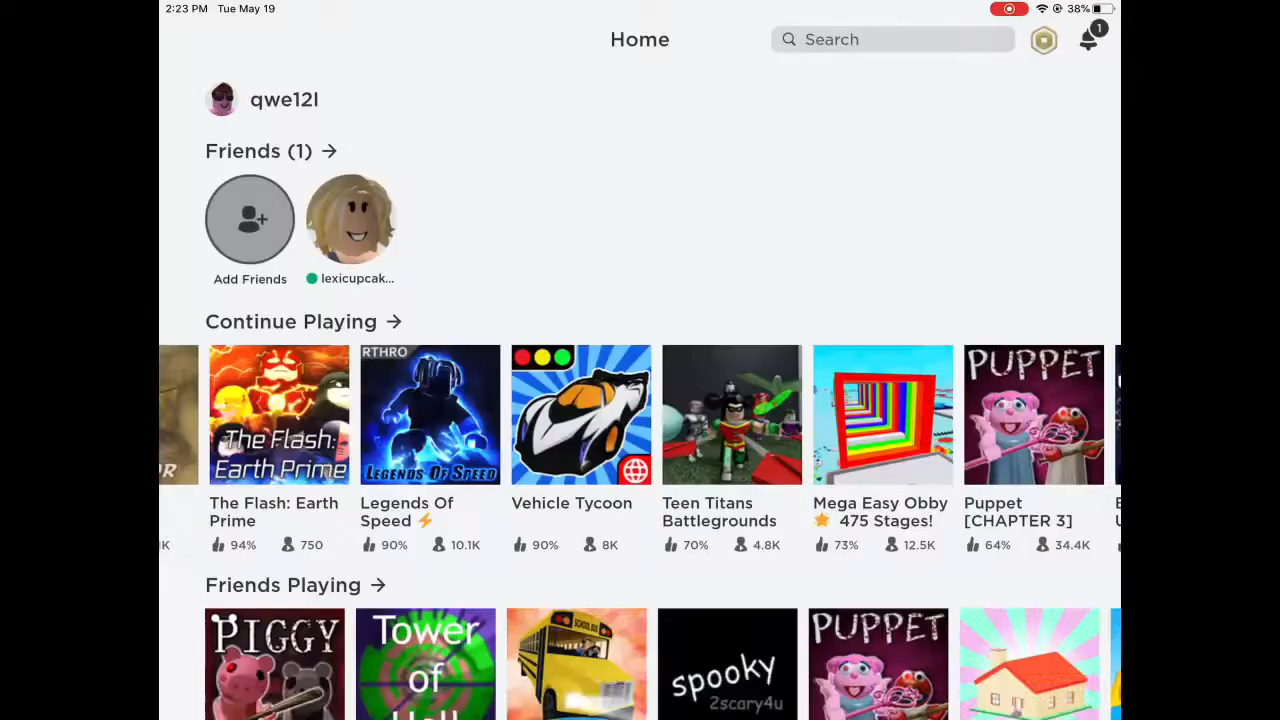 2:23 PM Tue May 19
38%
Home
Search
1
qwe12l
Friends (1) →
Add Friends
lexicupcak...
Continue Playing →
RTHRO
PUPPET
The Flash:
Earth Prime
LEGENDS OF SPEED
The Flash: Earth
Prime
Legends Of
Speed ⚡
Vehicle Tycoon
Teen Titans
Battlegrounds
Mega Easy Obby
⭐ 475 Stages!
Puppet
[CHAPTER 3]
94% 750
90% 10.1K
90% 8K
70% 4.8K
73% 12.5K
64% 34.4K
Friends Playing →
PIGGY
Tower
of
Hell
SCHOOL BUS
spooky
2scary4u
PUPPET